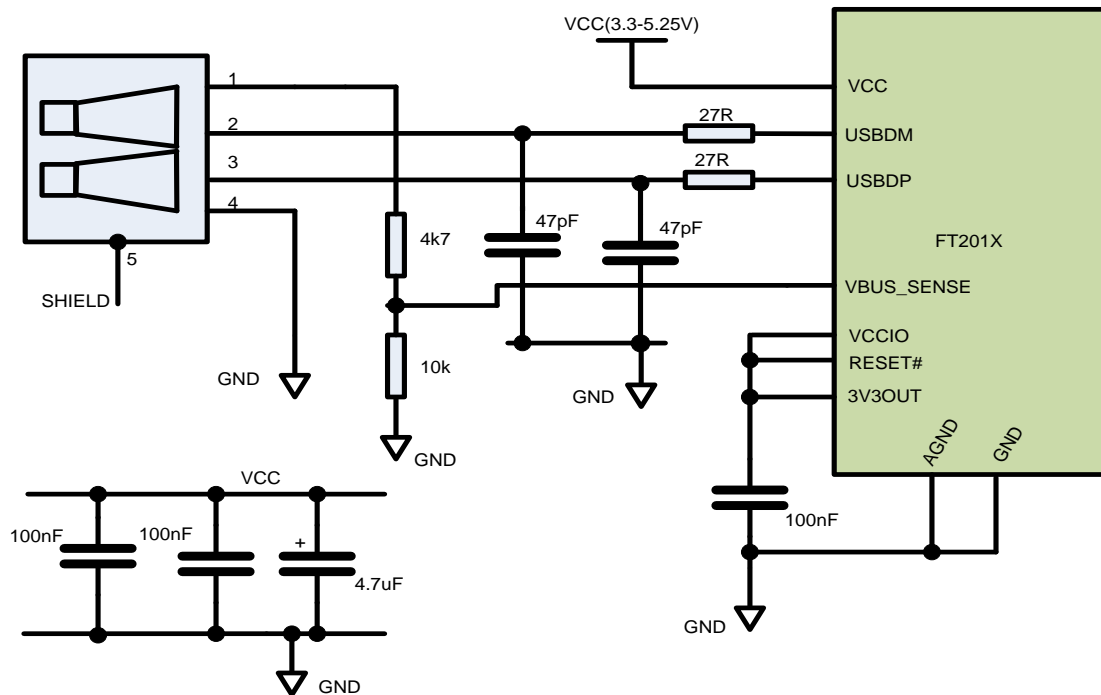 VCC(3.3-5.25V)
1
VCC
27R
2
USBDM
27R
3
USBDP
4
47pF
47pF
4k7
FT201X
5
SHIELD
VBUS_SENSE
VCCIO
RESET#
10k
GND
3V3OUT
GND
AGND
GND
GND
VCC
100nF
100nF
+
4.7uF
100nF
GND
GND